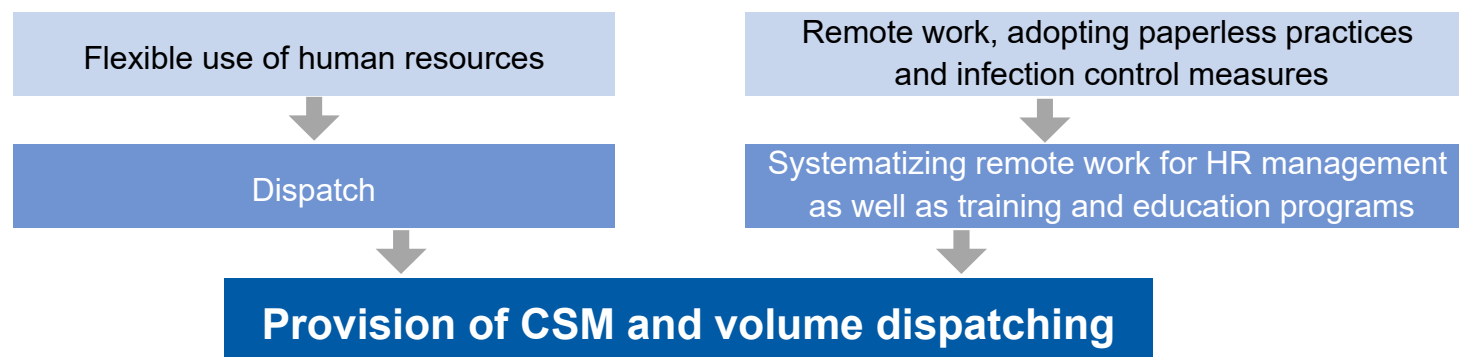 Flexible use of human resources
Remote work, adopting paperless practices
and infection control measures
Dispatch
Systematizing remote work for HR management
as well as training and education programs
Provision of CSM and volume dispatching